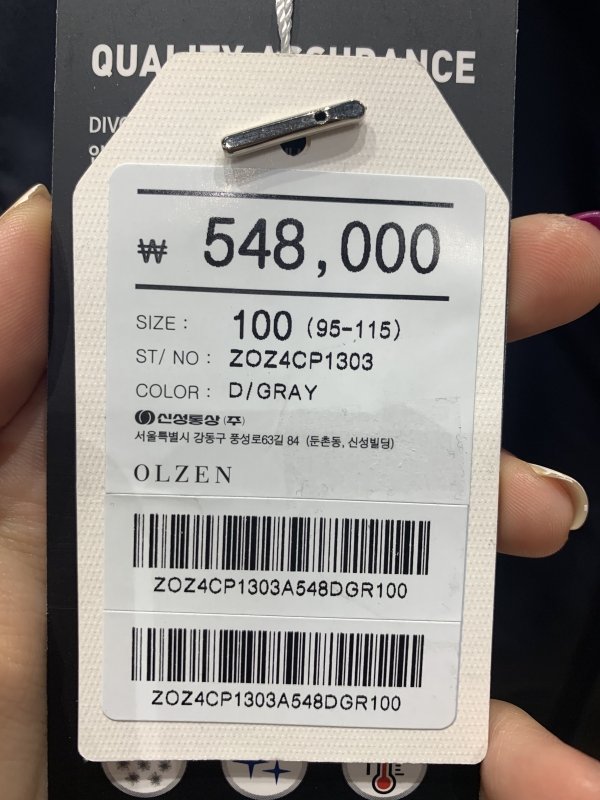 QUALITY ASSURANCE
₩ 548,000
SIZE : 100 (95-115)
ST/ NO : ZOZ4CP1303
COLOR : D/GRAY
신성통상 (주)
서울특별시 강동구 풍성로63길 84 (둔촌동, 신성빌딩)
OLZEN
ZOZ4CP1303A548DGR100
ZOZ4CP1303A548DGR100